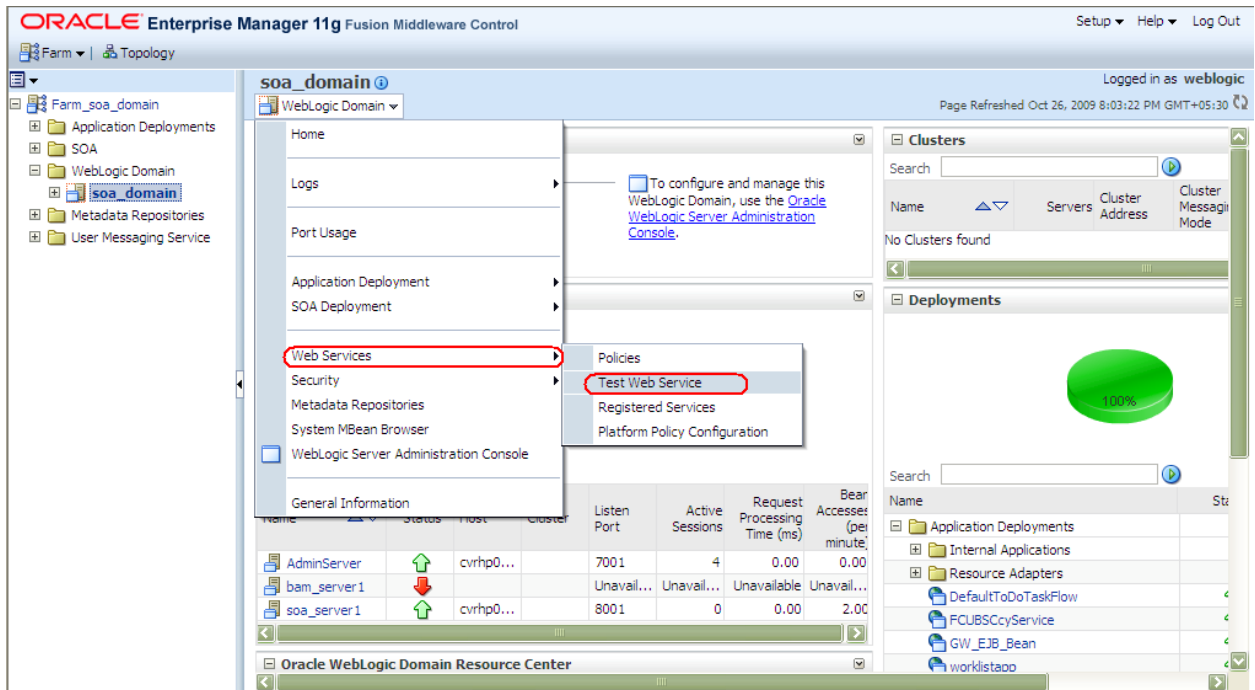 ORACLE Enterprise Manager 11g Fusion Middleware Control
Setup Help Log Out
Farm | Topology
soa_domain
Logged in as weblogic
WebLogic Domain
Page Refreshed Oct 26, 2009 8:03:22 PM GMT+05:30
Farm_soa_domain
Application Deployments
SOA
WebLogic Domain
soa_domain
Metadata Repositories
User Messaging Service
Home
Logs
Port Usage
Application Deployment
SOA Deployment
Web Services
Security
Metadata Repositories
System MBean Browser
WebLogic Server Administration Console
General Information
Policies
Test Web Service
Registered Services
Platform Policy Configuration
To configure and manage this
WebLogic Domain, use the Oracle
WebLogic Server Administration
Console.
Name Status Host Cluster Listen Port Active Sessions Request Processing Time (ms) Bean Accesses (per minute)
AdminServer cvrhp0... 7001 4 0.00 0.00
bam_server1 Unavail... Unavail... Unavailable Unavail...
soa_server1 cvrhp0... 8001 0 0.00 2.00
Oracle WebLogic Domain Resource Center
Clusters
Search
Name Servers Cluster Address Cluster Messagin Mode
No Clusters found
Deployments
100%
Search
Name Sta
Application Deployments
Internal Applications
Resource Adapters
DefaultToDoTaskFlow
FCUBSCcyService
GW_EJB_Bean
worklistapp